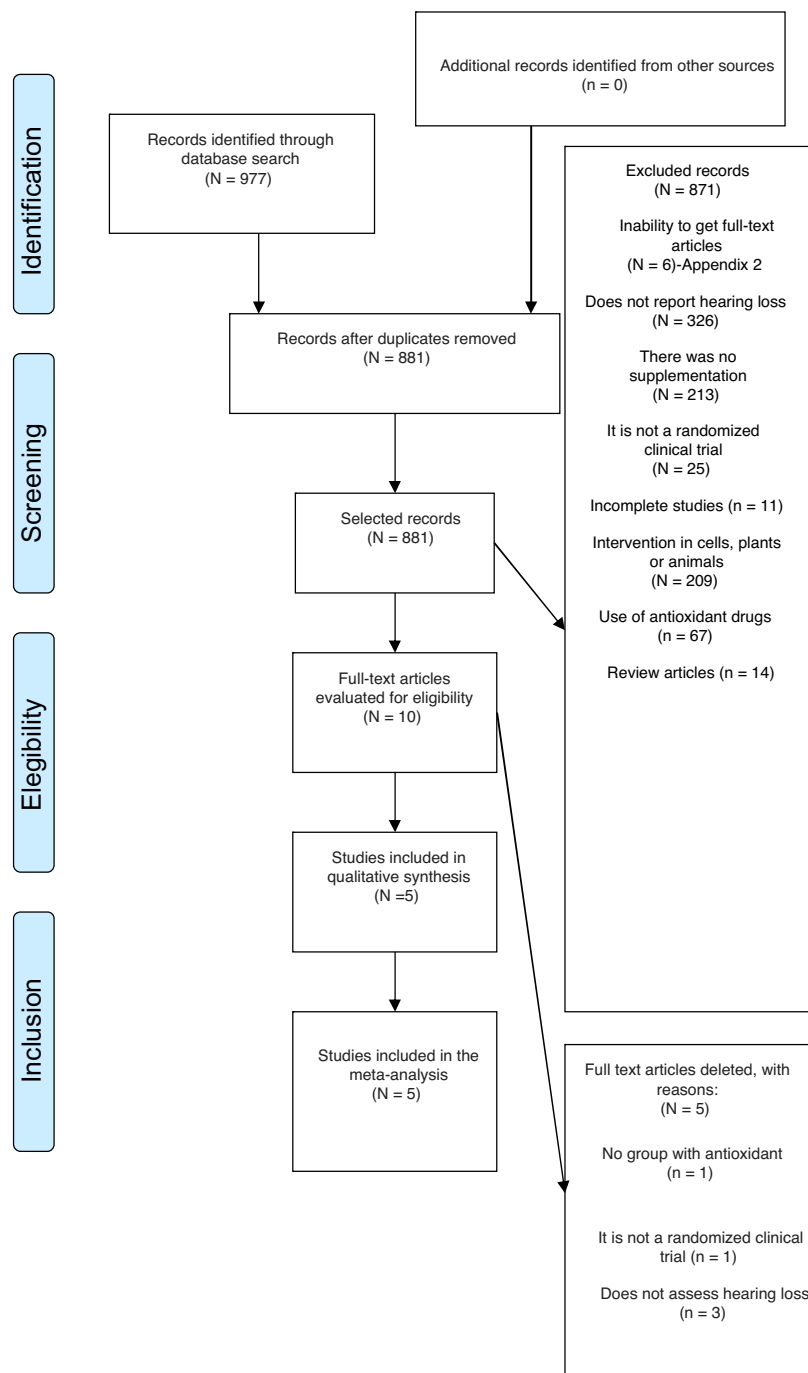 Identification
Screening
Elegibility
Inclusion
Additional records identified from other sources
(n = 0)
Records identified through
database search
(N = 977)
Records after duplicates removed
(N = 881)
Selected records
(N = 881)
Full-text articles
evaluated for eligibility
(N = 10)
Studies included in
qualitative synthesis
(N =5)
Studies included in the
meta-analysis
(N = 5)
Excluded records
(N = 871)
Inability to get full-text
articles
(N = 6)-Appendix 2
Does not report hearing loss
(N = 326)
There was no
supplementation
(N = 213)
It is not a randomized
clinical trial
(N = 25)
Incomplete studies (n = 11)
Intervention in cells, plants
or animals
(N = 209)
Use of antioxidant drugs
(n = 67)
Review articles (n = 14)
Full text articles deleted, with
reasons:
(N = 5)
No group with antioxidant
(n = 1)
It is not a randomized clinical
trial (n = 1)
Does not assess hearing loss
(n = 3)